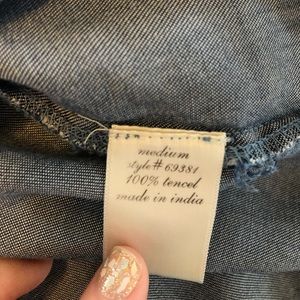 medium
style# 69381
100% tencel
made in india